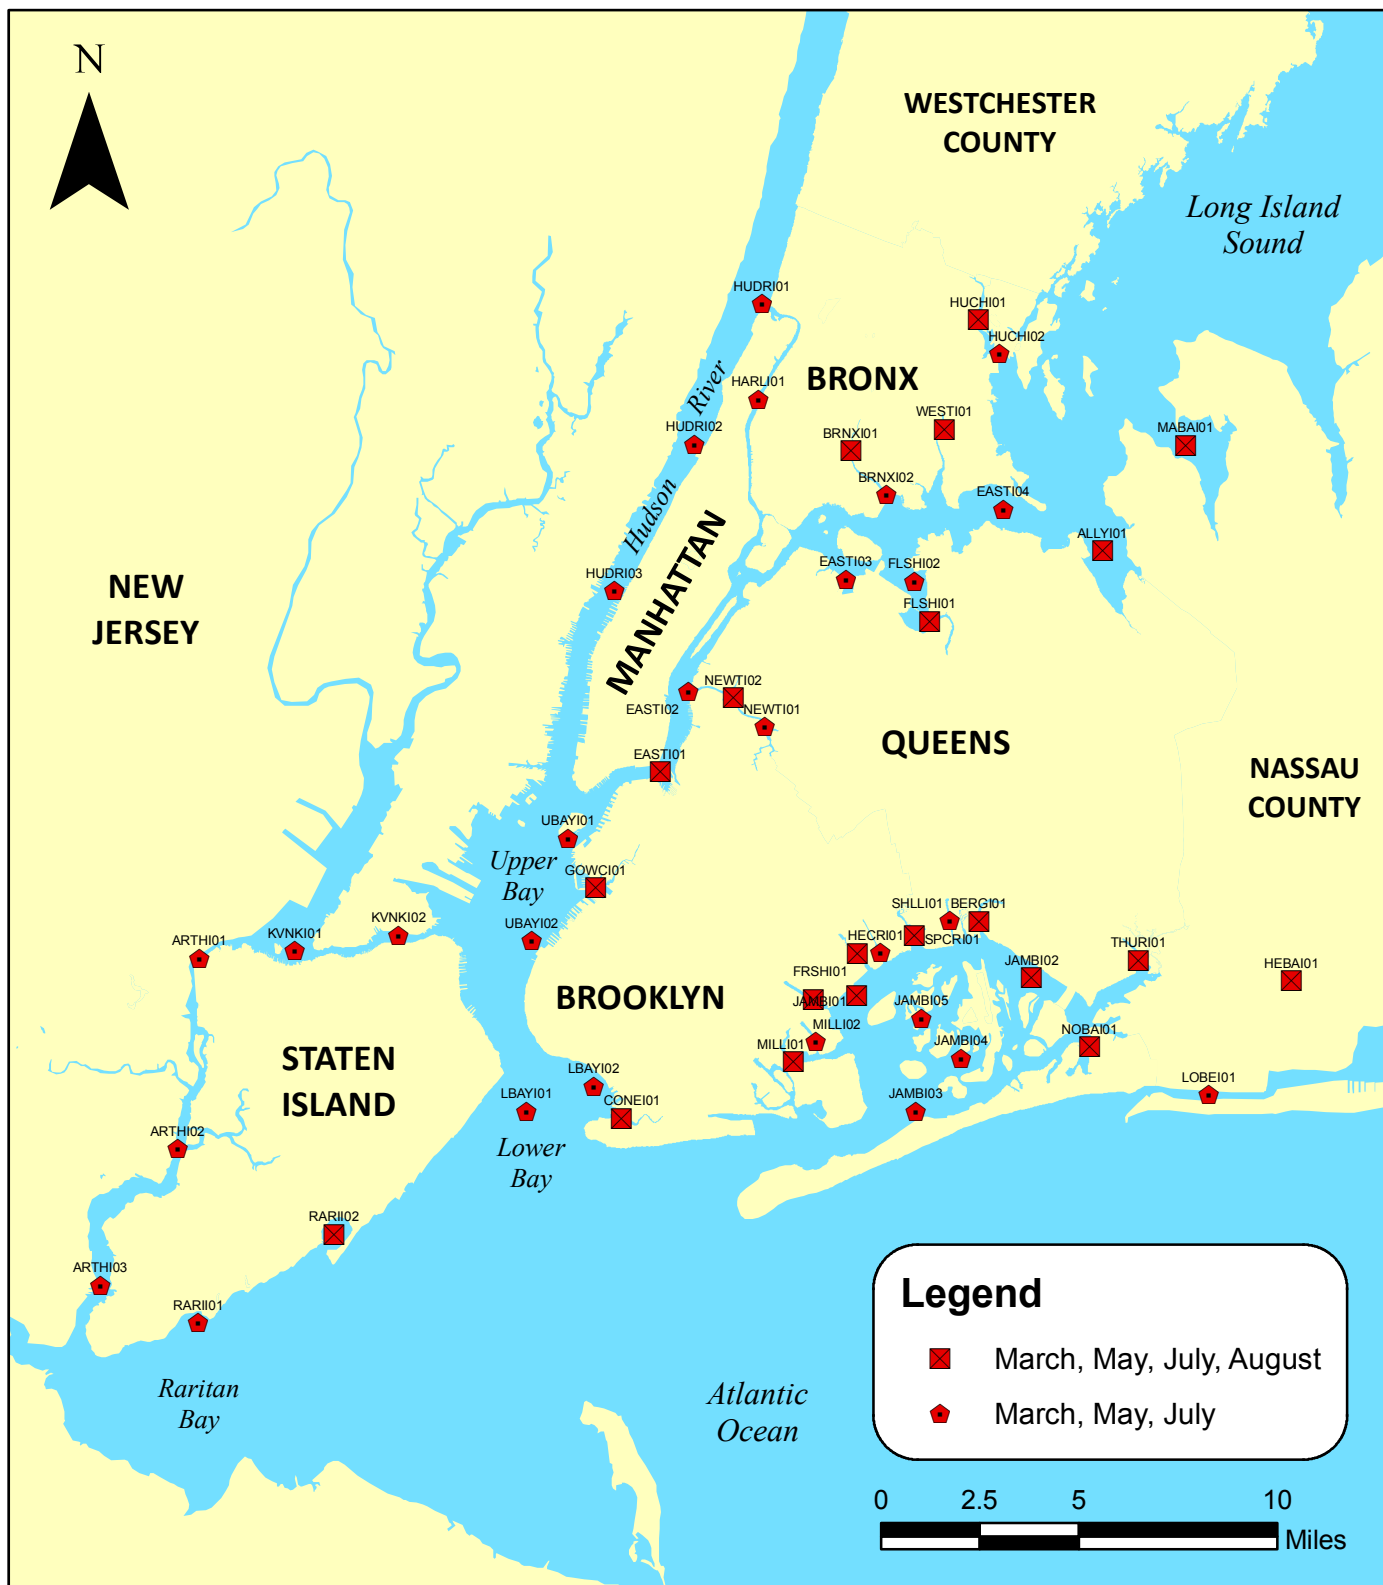 N
WESTCHESTER
COUNTY
Long Island
Sound
HUDRI01
HUCHI01
HUCHI02
River
HARLI01
BRONX
WESTI01
HUDRI02
BRNXI01
MABAI01
BRNXI02
EASTI04
Hudson
MANHATTAN
ALLYI01
EASTI03
FLSHI02
HUDRI03
FLSHI01
NEW
JERSEY
NEWTI02
EASTI02
NEWTI01
EASTI01
QUEENS
NASSAU
COUNTY
UBAYI01
Upper
Bay
GOWCI01
KVNKI02
UBAYI02
ARTHI01
KVNKI01
SHLLI01
BERGI01
HECRI01
SPCRI01
THURI01
JAMBI02
HEBAI01
FRSHI01
JAMBI01
JAMBI05
BROOKLYN
MILLI02
NOBAI01
MILLI01
JAMBI04
STATEN
ISLAND
LBAYI02
LBAYI01
CONEI01
JAMBI03
LOBEI01
ARTHI02
Lower
Bay
RARII02
ARTHI03
RARII01
Raritan
Bay
Atlantic
Ocean
Legend
March, May, July, August
March, May, July
0 2.5 5 10
Miles